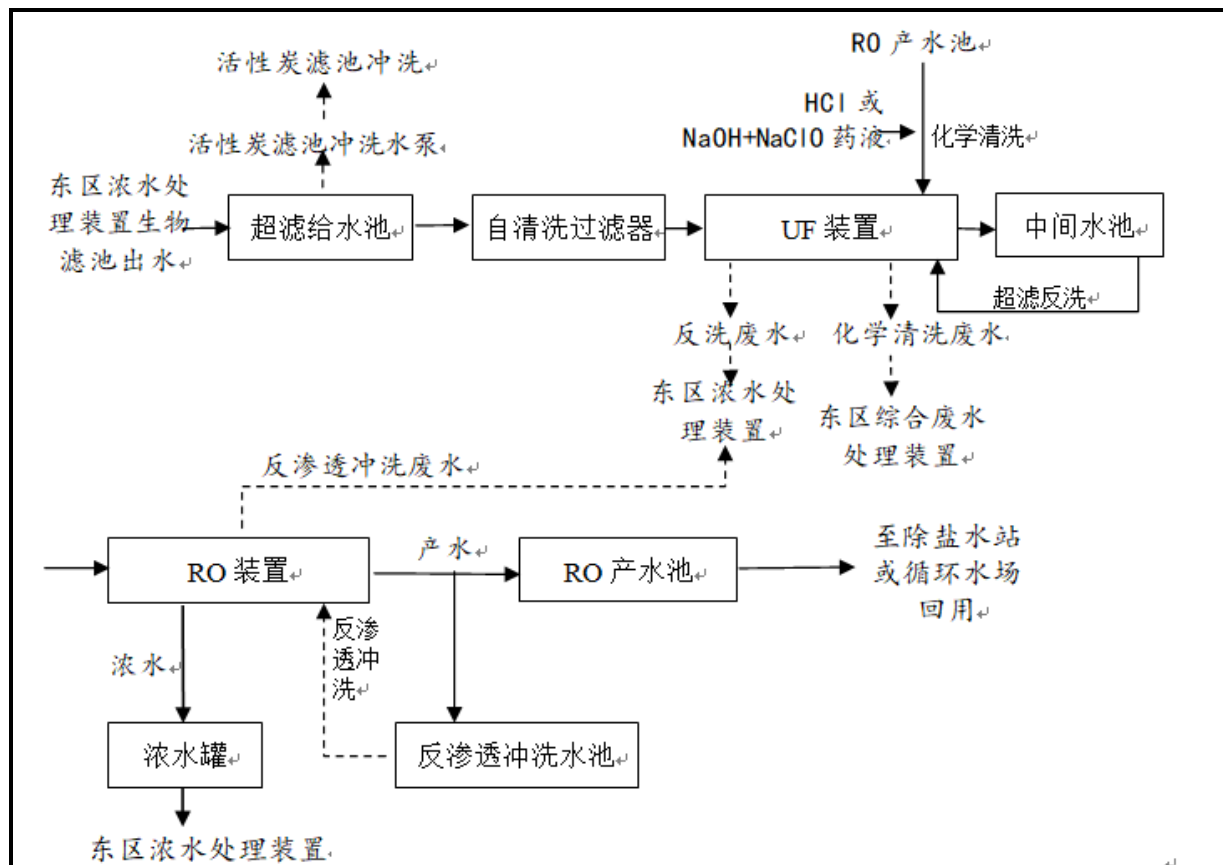 活性炭滤池冲洗
RO 产水池
HCl 或
NaOH+NaClO 药液
化学清洗
活性炭滤池冲洗水泵
东区浓水处
理装置生物
滤池出水
超滤给水池
自清洗过滤器
UF 装置
中间水池
超滤反洗
反洗废水
化学清洗废水
东区浓水处
理装置
东区综合废水
处理装置
反渗透冲洗废水
RO 装置
产水
RO 产水池
至除盐水站
或循环水场
回用
浓水
反渗
透冲
洗
浓水罐
反渗透冲洗水池
东区浓水处理装置